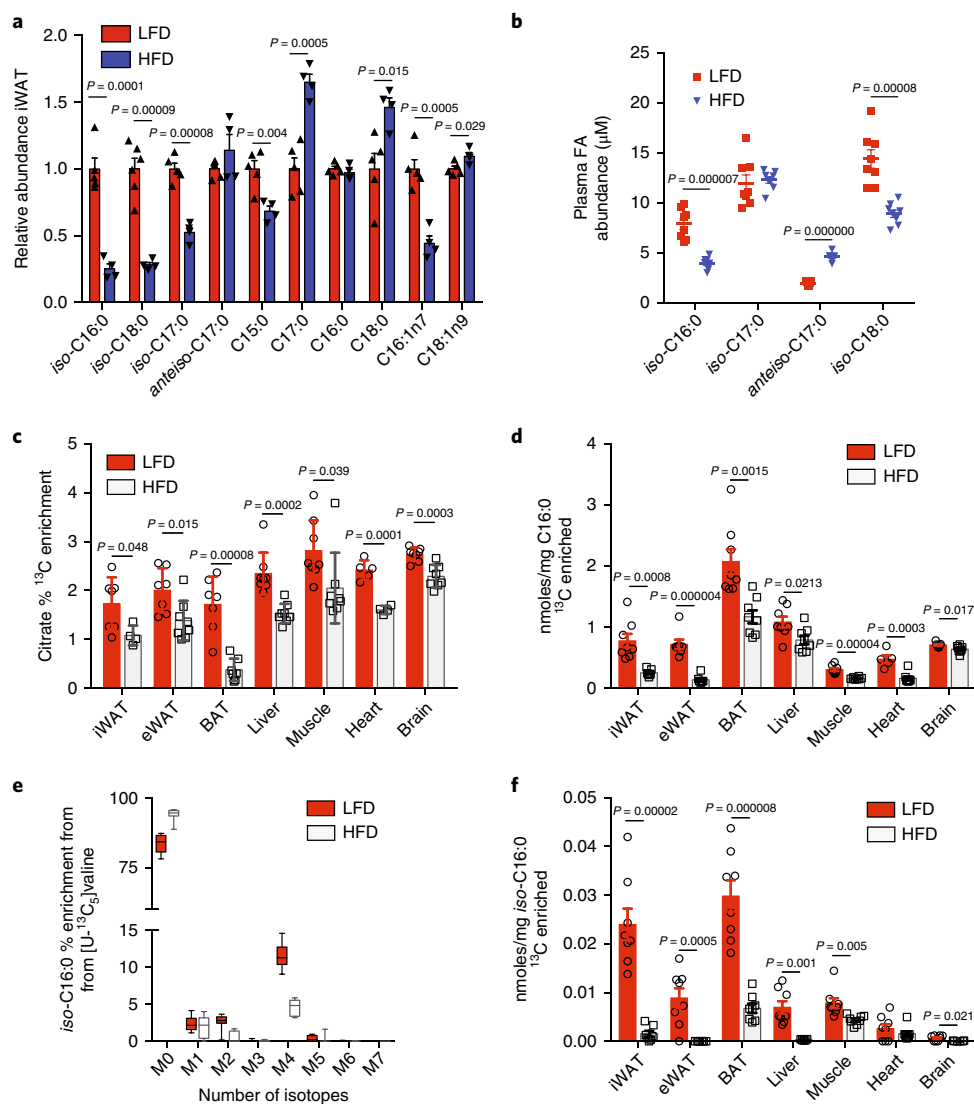 a
LFD
HFD
Relative abundance iWAT
2.0
1.5
1.0
0.5
0.0
P = 0.0001
P = 0.00009
P = 0.00008
P = 0.004
P = 0.0005
P = 0.015
P = 0.0005
P = 0.029
iso-C16:0
iso-C18:0
iso-C17:0
anteiso-C17:0
C15:0
C17:0
C16:0
C18:0
C16:1n7
C18:1n9
b
LFD
HFD
Plasma FA
abundance (μM)
25
20
15
10
5
0
P = 0.000007
P = 0.000000
P = 0.00008
iso-C16:0
iso-C17:0
anteiso-C17:0
iso-C18:0
c
LFD
HFD
Citrate % 13C enrichment
5
4
3
2
1
0
P = 0.048
P = 0.015
P = 0.00008
P = 0.0002
P = 0.039
P = 0.0001
P = 0.0003
iWAT
eWAT
BAT
Liver
Muscle
Heart
Brain
d
LFD
HFD
nmoles/mg C16:0
13C enriched
4
3
2
1
0
P = 0.0008
P = 0.000004
P = 0.0015
P = 0.0213
P = 0.00004
P = 0.0003
P = 0.017
iWAT
eWAT
BAT
Liver
Muscle
Heart
Brain
e
LFD
HFD
iso-C16:0 % enrichment from
from [U-13C5]valine
100
75
15
10
5
0
M0
M1
M2
M3
M4
M5
M6
M7
Number of isotopes
f
LFD
HFD
nmoles/mg iso-C16:0
13C enriched
0.05
0.04
0.03
0.02
0.01
0.00
P = 0.00002
P = 0.0005
P = 0.000008
P = 0.001
P = 0.005
P = 0.021
iWAT
eWAT
BAT
Liver
Muscle
Heart
Brain